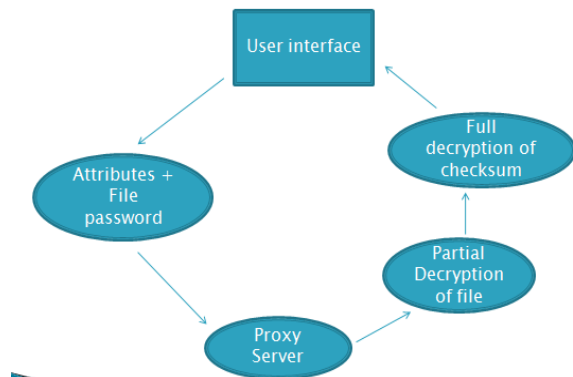 User interface
Attributes +
File
password
Proxy
Server
Partial
Decryption
of file
Full
decryption of
checksum